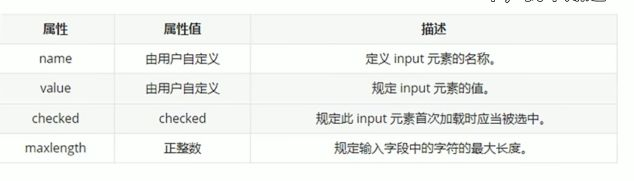 属性 属性值 描述
name 由用户自定义 定义 input 元素的名称。
value 由用户自定义 规定 input 元素的值。
checked checked 规定此 input 元素首次加载时应当被选中。
maxlength 正整数 规定输入字段中的字符的最大长度。